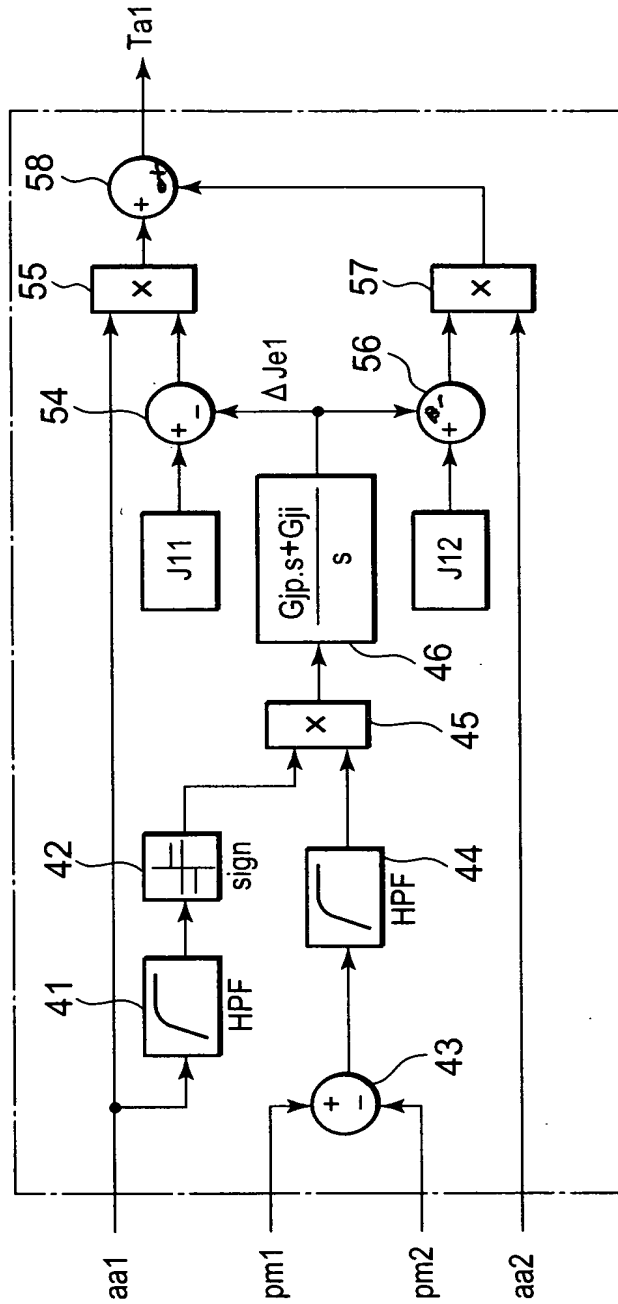 aa1
pm1
pm2
aa2
41
HPF
42
sign
43
44
HPF
45
×
46
Gjp.s+Gji
s
J11
J12
ΔJe1
54
+
-
55
×
56
+
-
57
×
58
+
+
Ta1
+
-